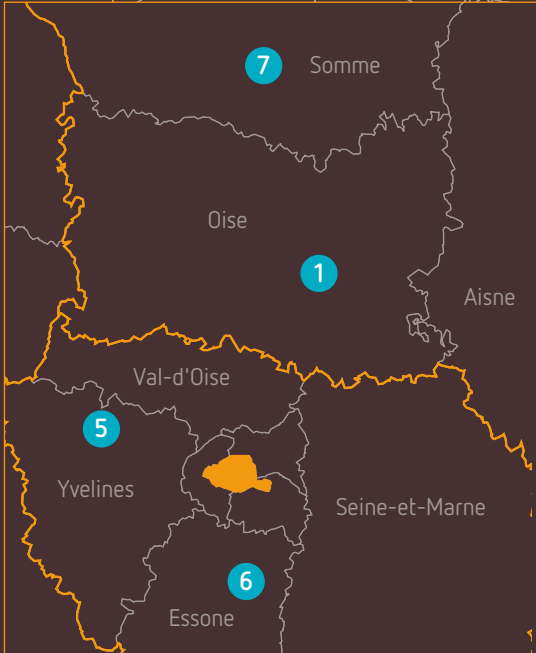 7 Somme
Oise
1
Aisne
Val-d'Oise
5
Yvelines
Seine-et-Marne
6
Essone